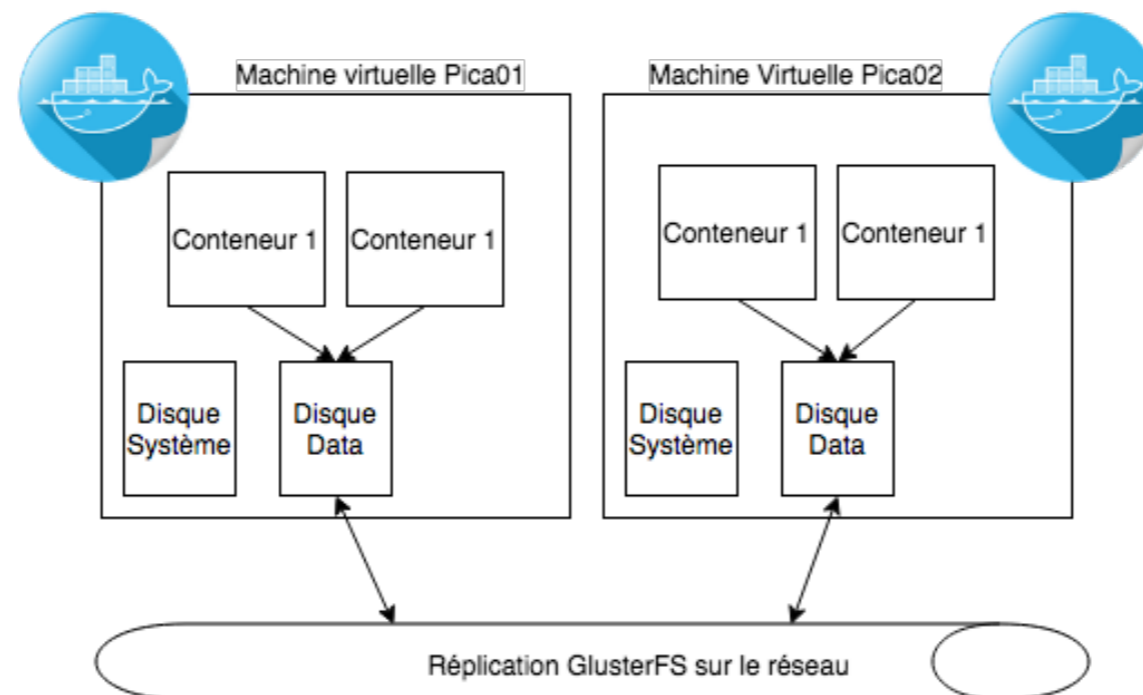 Machine virtuelle Pica01
Machine Virtuelle Pica02
Conteneur 1
Conteneur 1
Conteneur 1
Conteneur 1
Disque
Système
Disque
Data
Disque
Système
Disque
Data
Réplication GlusterFS sur le réseau